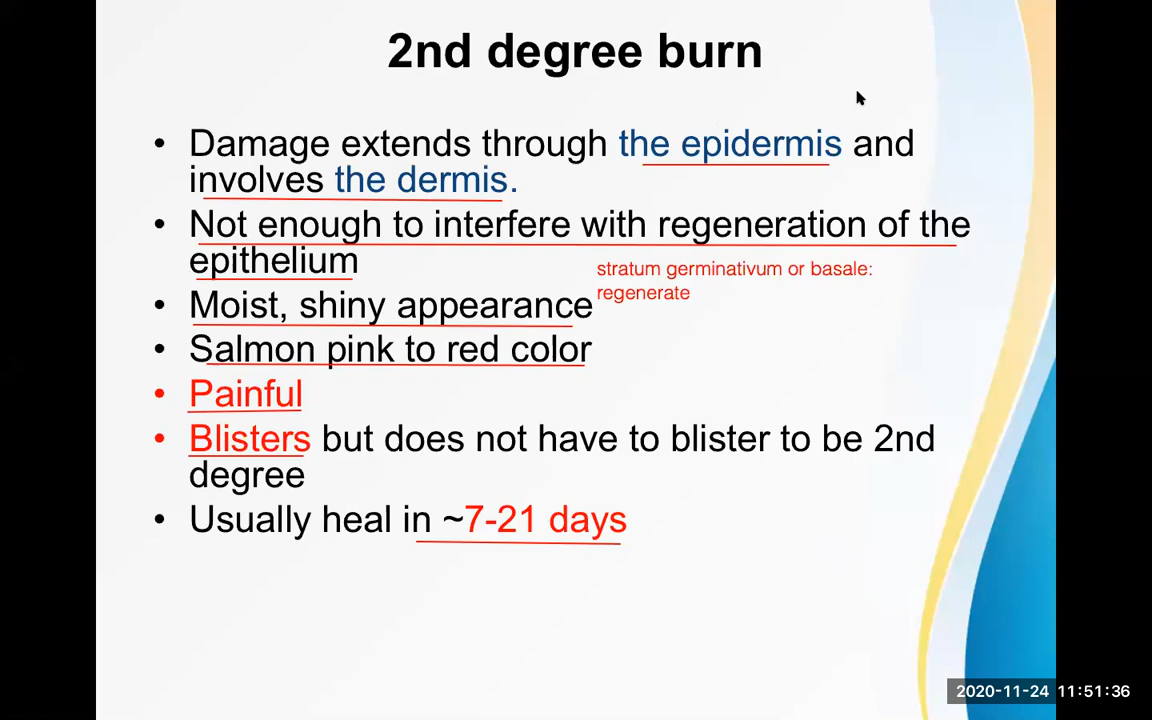 2nd degree burn
• Damage extends through the epidermis and
involves the dermis.
• Not enough to interfere with regeneration of the
epithelium
stratum germinativum or basale:
regenerate
• Moist, shiny appearance
• Salmon pink to red color
• Painful
• Blisters but does not have to blister to be 2nd
degree
• Usually heal in ~7-21 days
2020-11-24 11:51:36